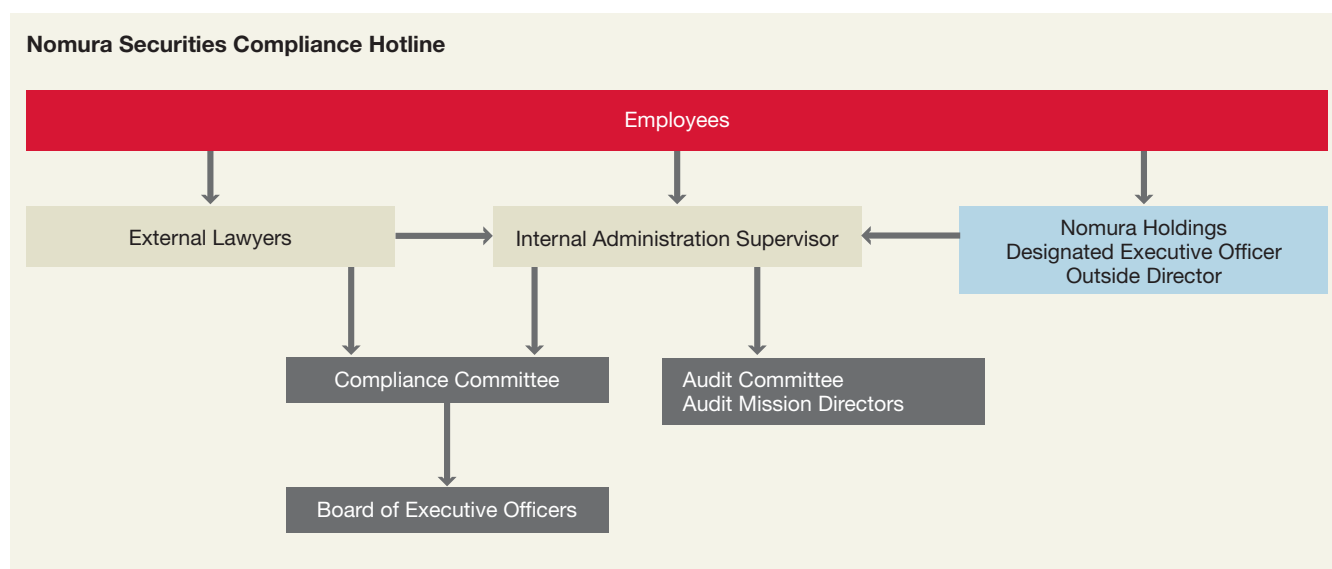 Nomura Securities Compliance Hotline
Employees
External Lawyers
Internal Administration Supervisor
Nomura Holdings
Designated Executive Officer
Outside Director
Compliance Committee
Audit Committee
Audit Mission Directors
Board of Executive Officers